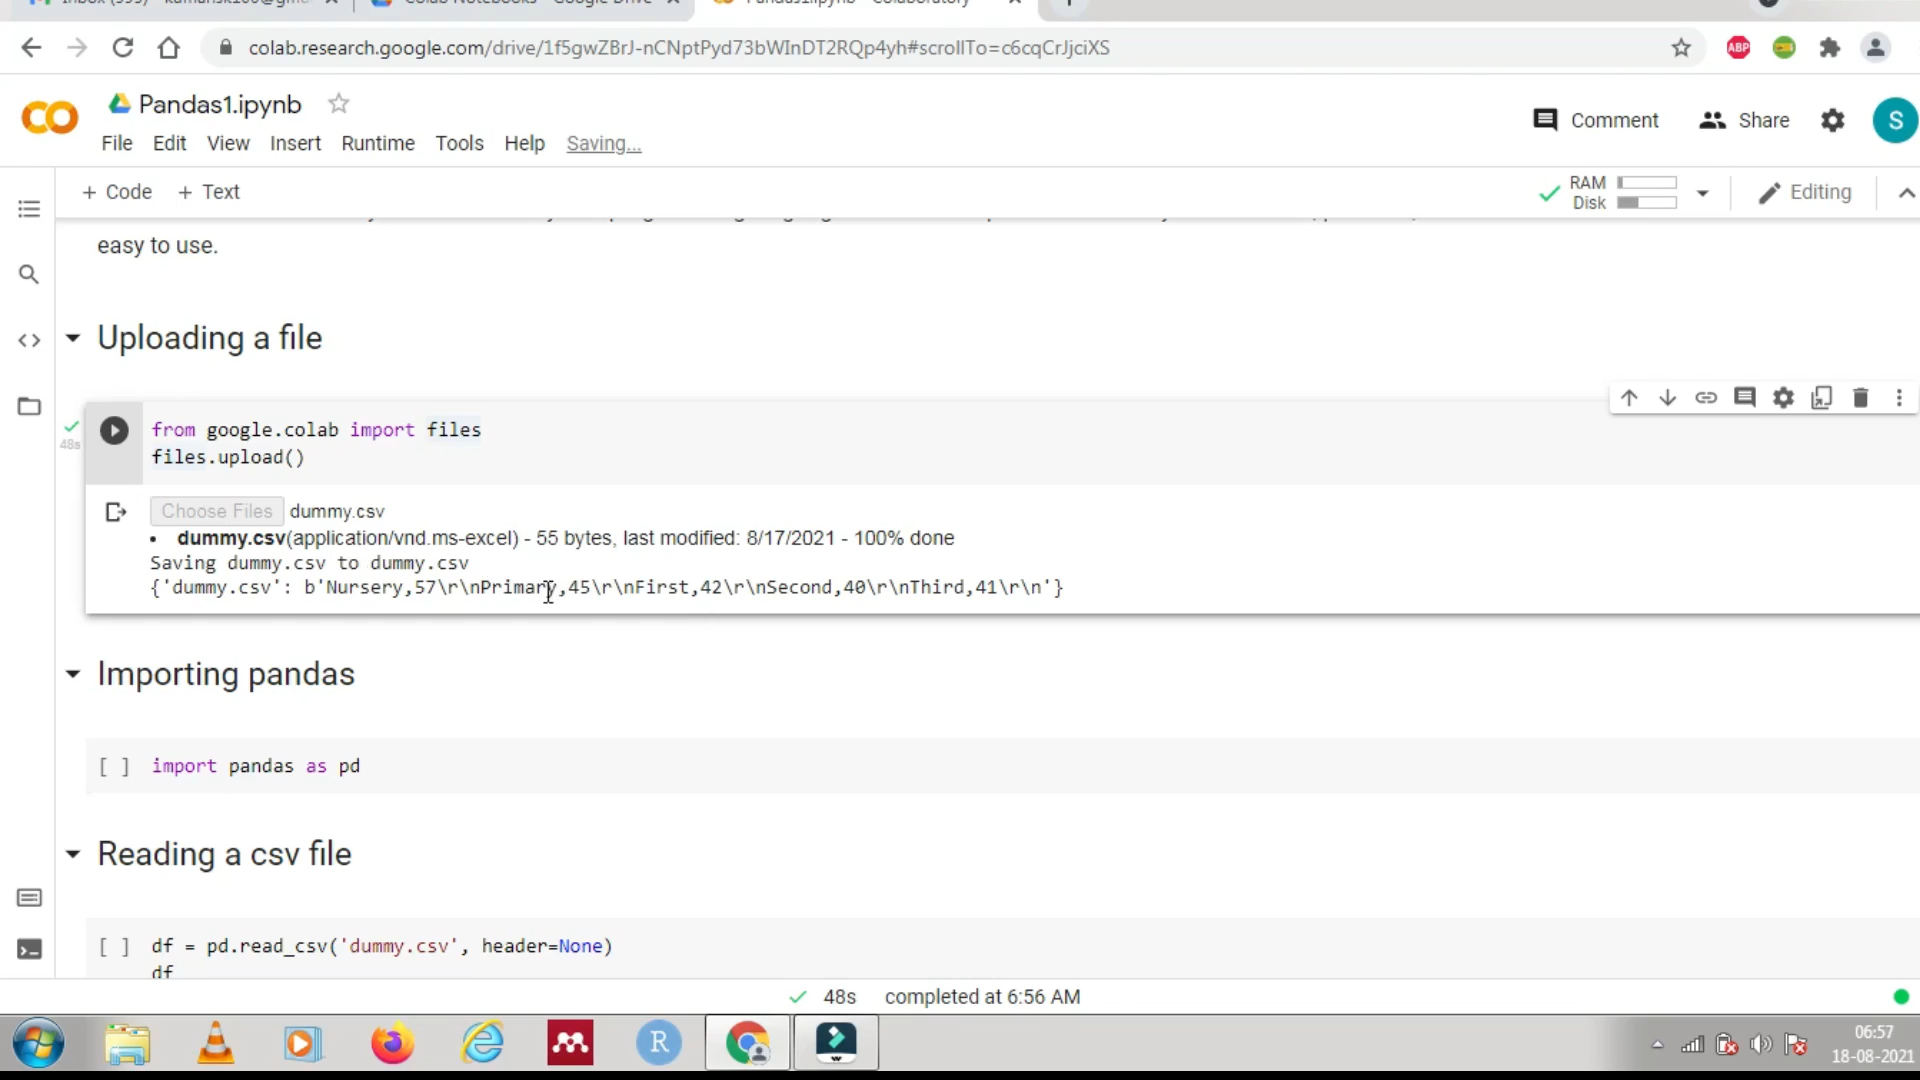 colab.research.google.com/drive/1f5gwZBrJ-nCNptPyd73bWInDT2RQp4yh#scrollTo=c6cqCrJjciXS
ABP
Pandas1.ipynb
File Edit View Insert Runtime Tools Help Saving...
Comment Share S
+ Code + Text
RAM
Disk
Editing
easy to use.
Uploading a file
48s
from google.colab import files
files.upload()
Choose Files dummy.csv
• dummy.csv(application/vnd.ms-excel) - 55 bytes, last modified: 8/17/2021 - 100% done
Saving dummy.csv to dummy.csv
{'dummy.csv': b'Nursery,57\r\nPrimary,45\r\nFirst,42\r\nSecond,40\r\nThird,41\r\n'}
Importing pandas
[ ] import pandas as pd
Reading a csv file
[ ] df = pd.read_csv('dummy.csv', header=None)
df
48s completed at 6:56 AM
R
06:57
18-08-2021